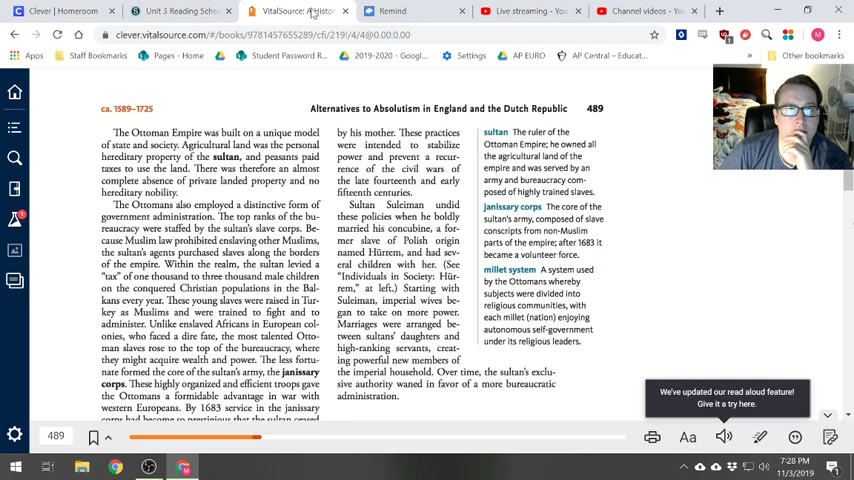 Clever | Homeroom
Unit 3 Reading Sche
VitalSource: A Histor
Remind
Live streaming - YouTu
Channel videos - YouTu
clever.vitalsource.com/#/books/9781457655289/cfi/219!/4/4@0.00:0.00
Apps
Staff Bookmarks
Pages - Home
Student Password R...
2019-2020 - Googl...
Settings
AP EURO
AP Central – Educat...
»
Other bookmarks
ca. 1589–1725
Alternatives to Absolutism in England and the Dutch Republic 489
The Ottoman Empire was built on a unique model
of state and society. Agricultural land was the personal
hereditary property of the sultan, and peasants paid
taxes to use the land. There was therefore an almost
complete absence of private landed property and no
hereditary nobility.
The Ottomans also employed a distinctive form of
government administration. The top ranks of the bu-
reaucracy were staffed by the sultan's slave corps. Be-
cause Muslim law prohibited enslaving other Muslims,
the sultan's agents purchased slaves along the borders
of the empire. Within the realm, the sultan levied a
"tax" of one thousand to three thousand male children
on the conquered Christian populations in the Bal-
kans every year. These young slaves were raised in Tur-
key as Muslims and were trained to fight and to
administer. Unlike enslaved Africans in European col-
onies, who faced a dire fate, the most talented Otto-
man slaves rose to the top of the bureaucracy, where
they might acquire wealth and power. The less fortu-
nate formed the core of the sultan's army, the janissary
corps. These highly organized and efficient troops gave
the Ottomans a formidable advantage in war with
western Europeans. By 1683 service in the janissary
corps had become so prestigious that the sultan ceased
by his mother. These practices
were intended to stabilize
power and prevent a recur-
rence of the civil wars of
the late fourteenth and early
fifteenth centuries.
Sultan Suleiman undid
these policies when he boldly
married his concubine, a for-
mer slave of Polish origin
named Hürrem, and had sev-
eral children with her. (See
"Individuals in Society: Hür-
rem," at left.) Starting with
Suleiman, imperial wives be-
gan to take on more power.
Marriages were arranged be-
tween sultans' daughters and
high-ranking servants, creat-
ing powerful new members of
the imperial household. Over time, the sultan's exclu-
sive authority waned in favor of a more bureaucratic
administration.
sultan The ruler of the
Ottoman Empire; he owned all
the agricultural land of the
empire and was served by an
army and bureaucracy com-
posed of highly trained slaves.
janissary corps The core of the
sultan's army, composed of slave
conscripts from non-Muslim
parts of the empire; after 1683 it
became a volunteer force.
millet system A system used
by the Ottomans whereby
subjects were divided into
religious communities, with
each millet (nation) enjoying
autonomous self-government
under its religious leaders.
We've updated our read aloud feature!
Give it a try here.
489
Aa
7:28 PM
11/3/2019